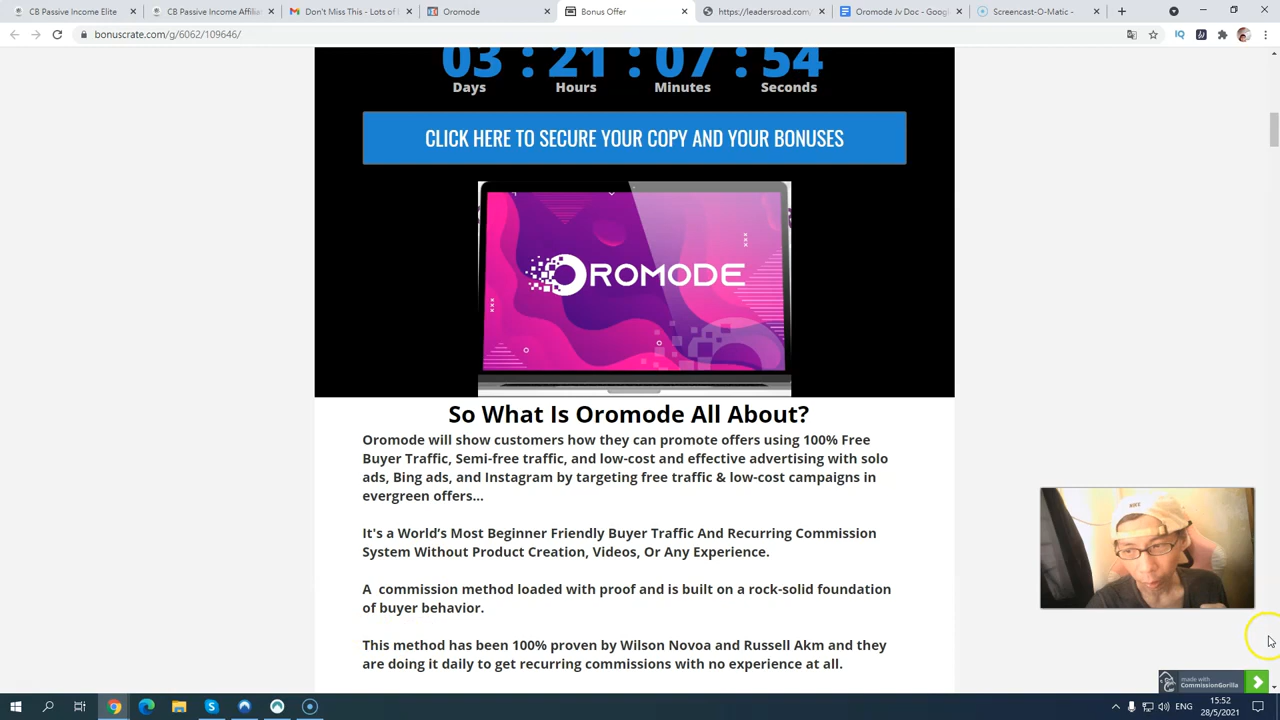 CB Passive Income Elite
CB Passive Income Affiliat
Don't Miss This - Lots of
Oromode
Bonus Offer
https://leadersroad.com/
Oromode Jv Doc - Googl
Screencast-O-Matic -
bonuscrate.com/g/6062/109646/
03 : 21 : 07 : 54
Days Hours Minutes Seconds
CLICK HERE TO SECURE YOUR COPY AND YOUR BONUSES
OROMODE
So What Is Oromode All About?
Oromode will show customers how they can promote offers using 100% Free
Buyer Traffic, Semi-free traffic, and low-cost and effective advertising with solo
ads, Bing ads, and Instagram by targeting free traffic & low-cost campaigns in
evergreen offers...
It's a World’s Most Beginner Friendly Buyer Traffic And Recurring Commission
System Without Product Creation, Videos, Or Any Experience.
A commission method loaded with proof and is built on a rock-solid foundation
of buyer behavior.
This method has been 100% proven by Wilson Novoa and Russell Akm and they
are doing it daily to get recurring commissions with no experience at all.
made with
CommissionGorilla
ENG
15:52
28/5/2021